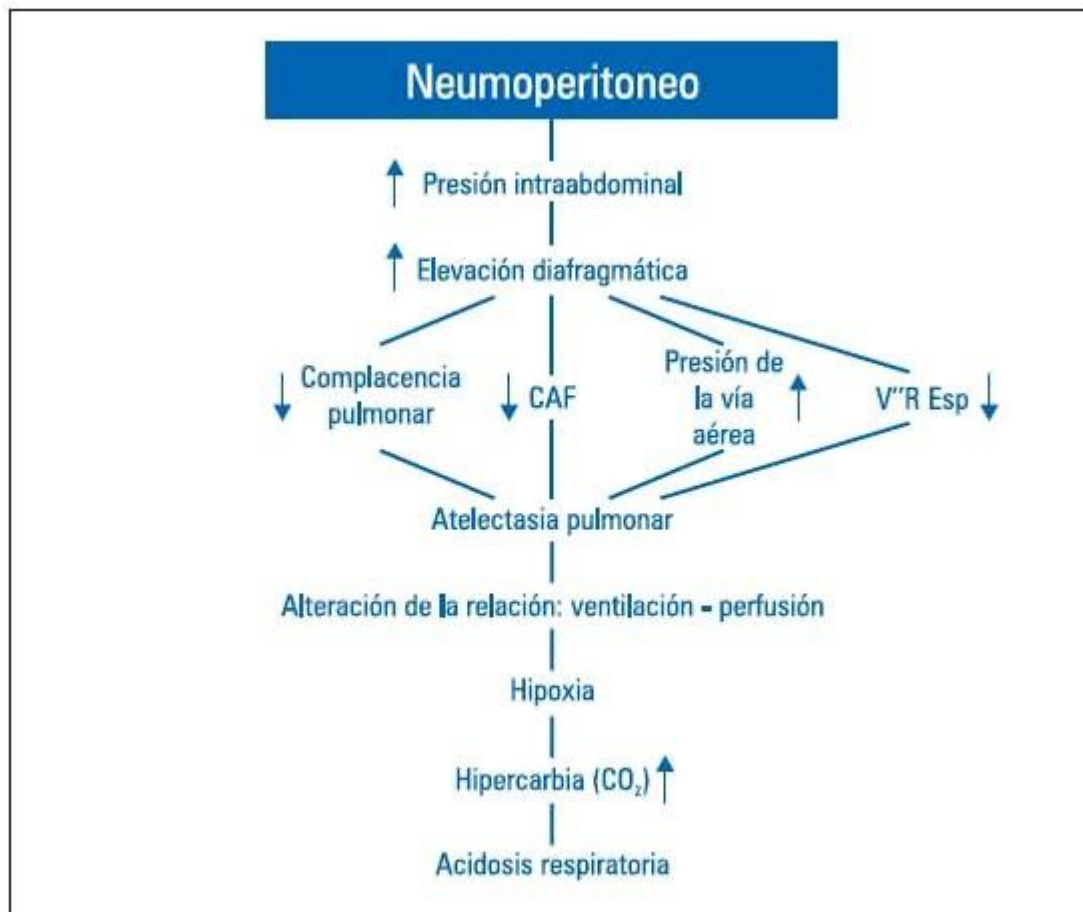 Neumoperitoneo
↑ Presión intraabdominal
↑ Elevación diafragmática
↓ Complacencia
pulmonar
↓ CAF
Presión de
la vía
aérea ↑
V''R Esp ↓
Atelectasia pulmonar
Alteración de la relación: ventilación - perfusión
Hipoxia
Hipercarbia (CO₂) ↑
Acidosis respiratoria